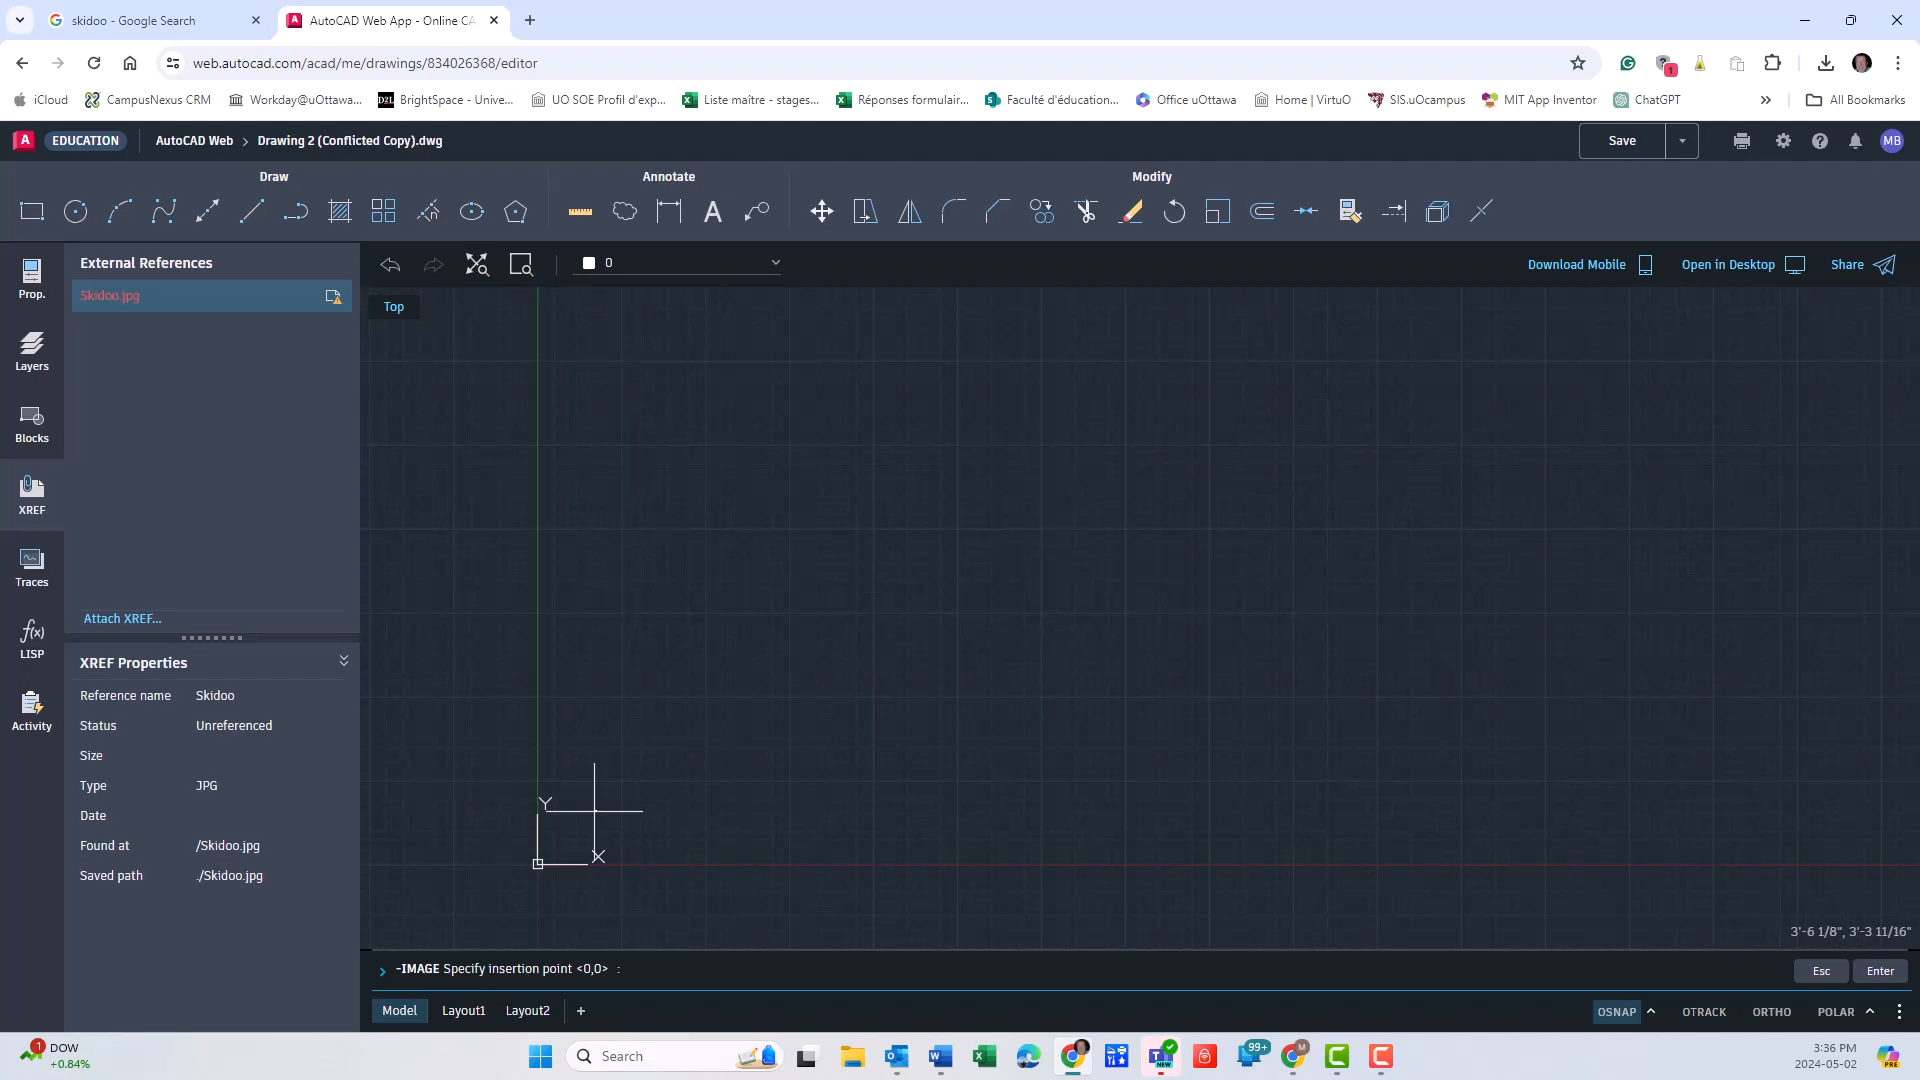 skidoo - Google Search
AutoCAD Web App - Online CA
web.autocad.com/acad/me/drawings/834026368/editor
1
iCloud
CampusNexus CRM
Workday@uOttawa...
D2L
BrightSpace - Unive...
UO SOE Profil d'exp...
Liste maître - stages...
Réponses formulair...
Faculté d'éducation...
Office uOttawa
Home | VirtuO
SIS.uOcampus
MIT App Inventor
ChatGPT
All Bookmarks
A
EDUCATION
AutoCAD Web > Drawing 2 (Conflicted Copy).dwg
Save
MB
Draw
Annotate
Modify
External References
0
Download Mobile
Open in Desktop
Share
Prop.
Skidoo.jpg
Top
Layers
Blocks
XREF
Traces
Attach XREF...
LISP
XREF Properties
Reference name Skidoo
Activity
Status Unreferenced
Size
Type JPG
Date
Found at /Skidoo.jpg
Saved path ./Skidoo.jpg
Y
X
3'-6 1/8", 3'-3 11/16"
-IMAGE Specify insertion point <0,0> :
Esc
Enter
Model
Layout1
Layout2
+
OSNAP
OTRACK
ORTHO
POLAR
1
DOW
+0.84%
Search
NEW
99+
M
3:36 PM
2024-05-02
PRE